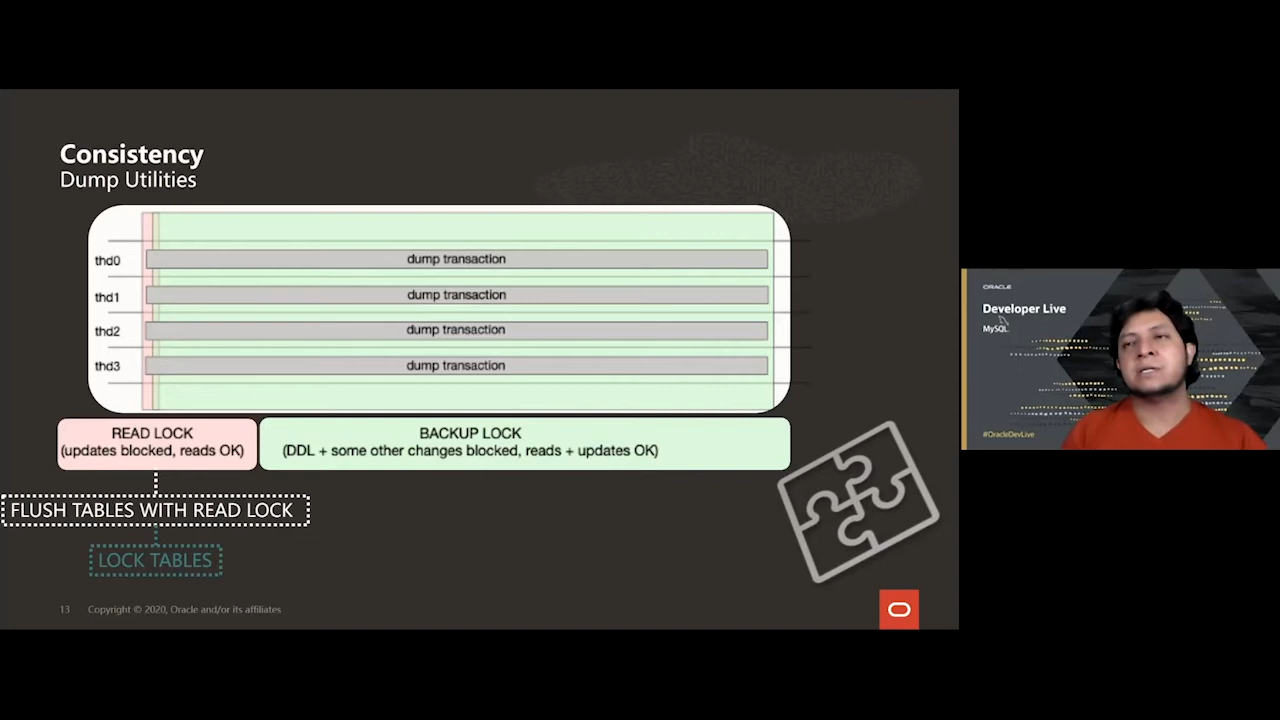 Consistency
Dump Utilities
thd0
dump transaction
thd1
dump transaction
thd2
dump transaction
thd3
dump transaction
READ LOCK
(updates blocked, reads OK)
BACKUP LOCK
(DDL + some other changes blocked, reads + updates OK)
FLUSH TABLES WITH READ LOCK
LOCK TABLES
13
Copyright © 2020, Oracle and/or its affiliates
ORACLE
Developer Live
MySQL
#OracleDevLive